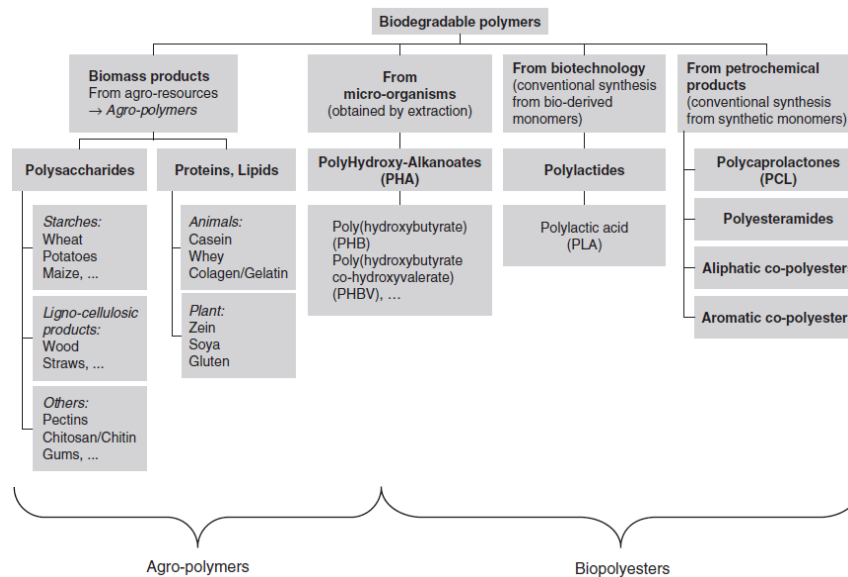 Biodegradable polymers
Biomass products
From agro-resources
→ Agro-polymers
From
micro-organisms
(obtained by extraction)
From biotechnology
(conventional synthesis
from bio-derived
monomers)
From petrochemical
products
(conventional synthesis
from synthetic monomers)
Polysaccharides
Proteins, Lipids
PolyHydroxy-Alkanoates
(PHA)
Polylactides
Polycaprolactones
(PCL)
Starches:
Wheat
Potatoes
Maize, ...
Animals:
Casein
Whey
Colagen/Gelatin
Poly(hydroxybutyrate)
(PHB)
Poly(hydroxybutyrate
co-hydroxyvalerate)
(PHBV), ...
Polylactic acid
(PLA)
Polyesteramides
Aliphatic co-polyesters
Aromatic co-polyester
Ligno-cellulosic
products:
Wood
Straws, ...
Plant:
Zein
Soya
Gluten
Others:
Pectins
Chitosan/Chitin
Gums, ...
Agro-polymers
Biopolyesters